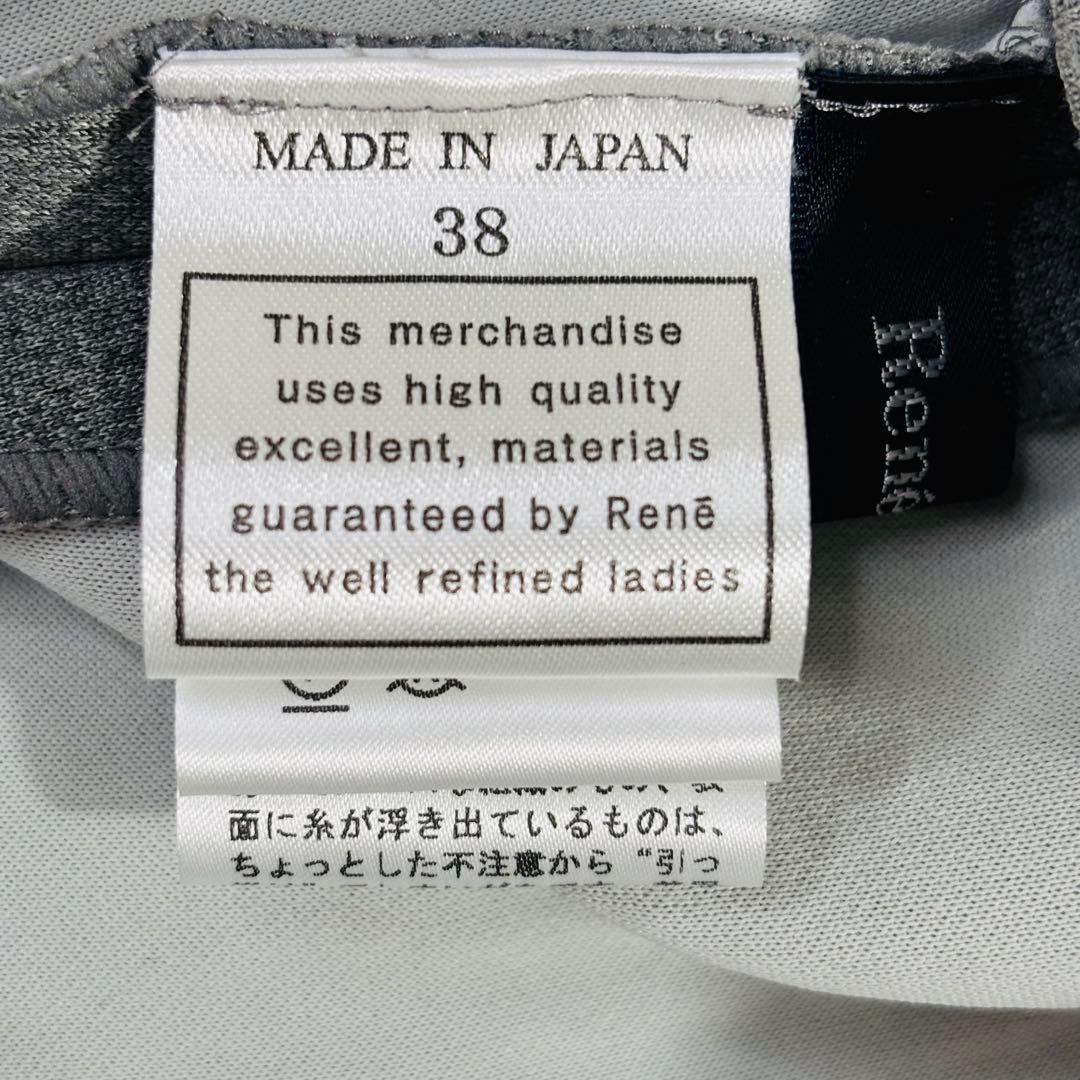 MADE IN JAPAN
38
This merchandise
uses high quality
excellent, materials
guaranteed by René
the well refined ladies
René
面に糸が浮き出ているものは、
ちょっとした不注意から “引っ